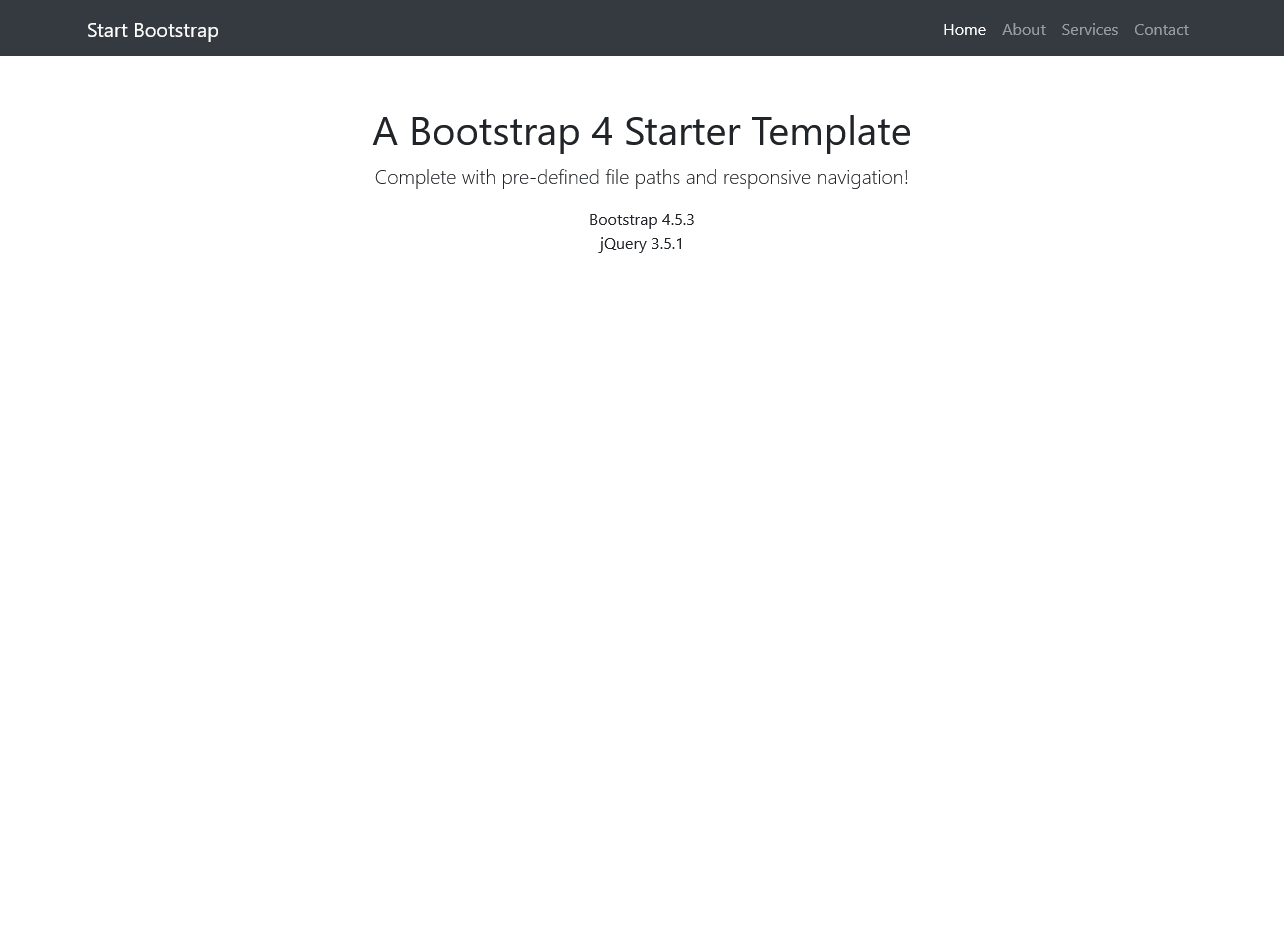 Start Bootstrap
Home About Services Contact
A Bootstrap 4 Starter Template
Complete with pre-defined file paths and responsive navigation!
Bootstrap 4.5.3
jQuery 3.5.1